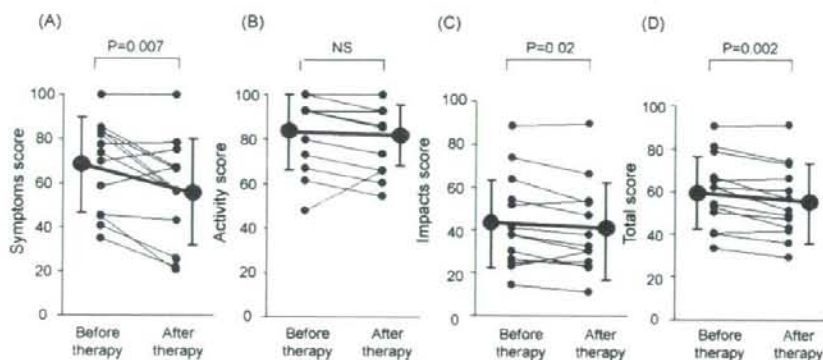 (A)
P=0.007
Symptoms score
100
80
60
40
20
0
Before therapy
After therapy
(B)
NS
Activity score
100
80
60
40
20
0
Before therapy
After therapy
(C)
P=0.02
Impacts score
100
80
60
40
20
0
Before therapy
After therapy
(D)
P=0.002
Total score
100
80
60
40
20
0
Before therapy
After therapy